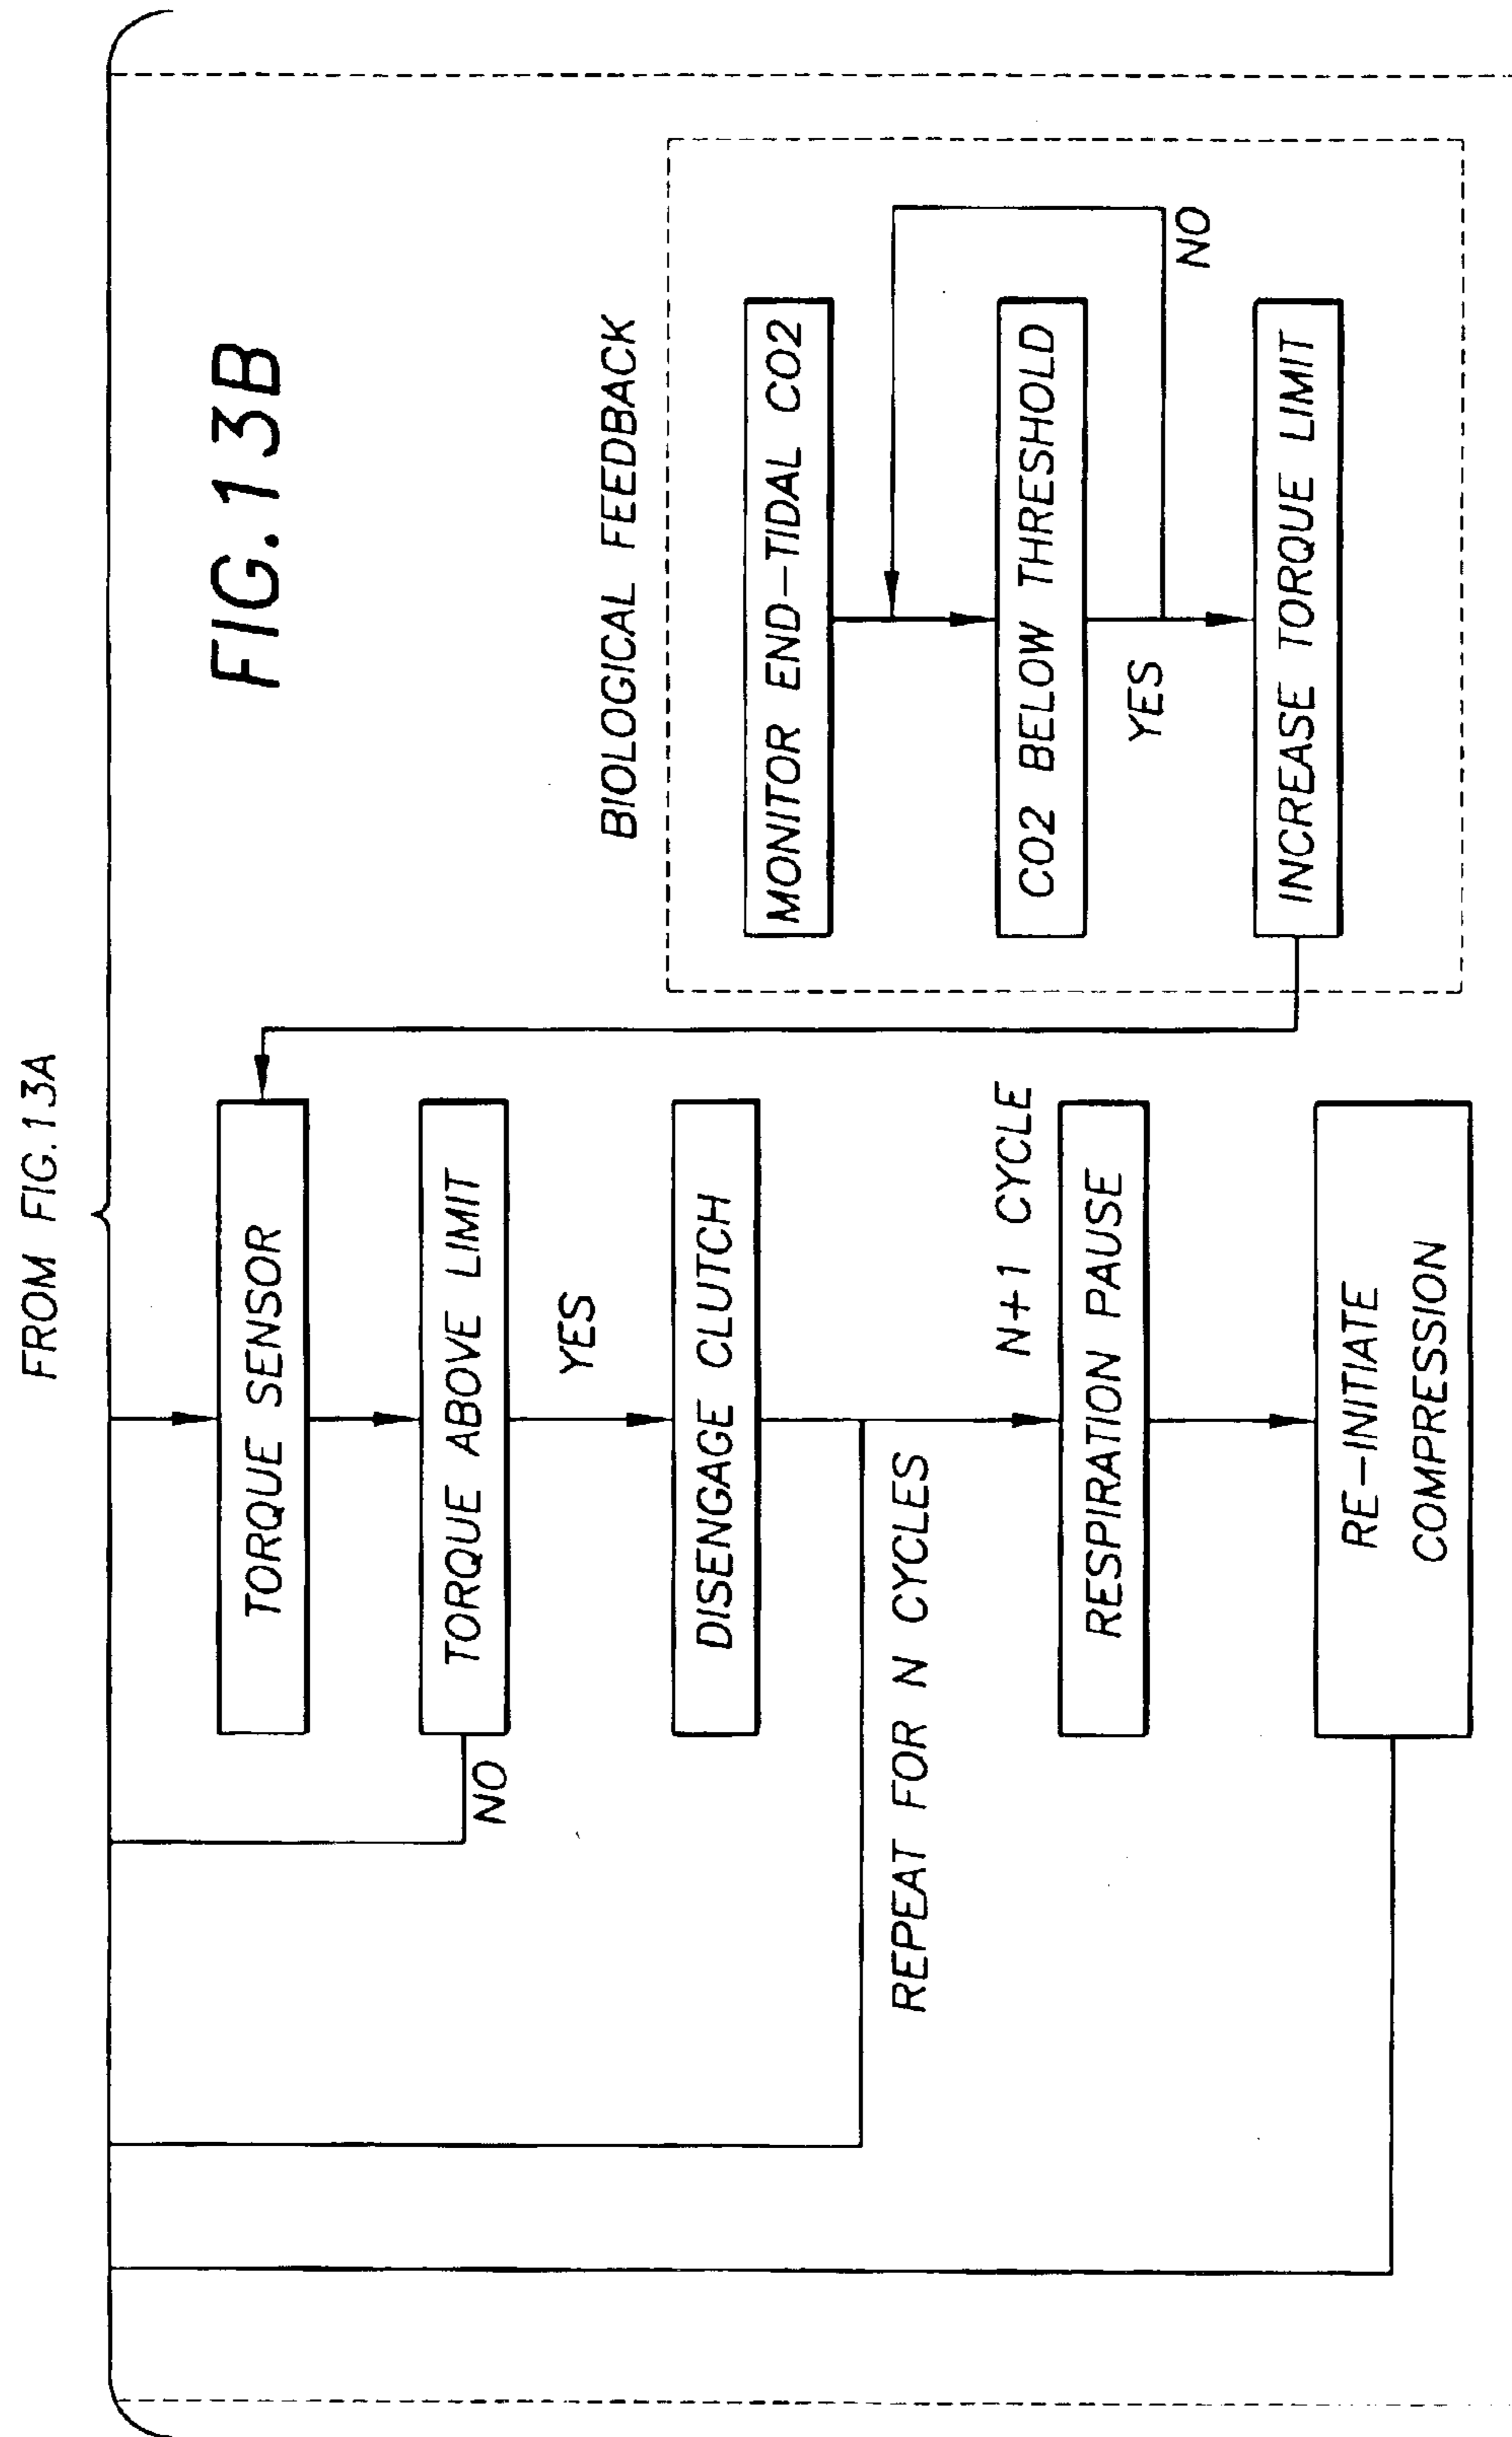 FROM FIG.13A
FIG.13B
TORQUE SENSOR
TORQUE ABOVE LIMIT
NO
YES
DISENGAGE CLUTCH
REPEAT FOR N CYCLES
N+1 CYCLE
RESPIRATION PAUSE
RE-INITIATE
COMPRESSION
BIOLOGICAL FEEDBACK
MONITOR END-TIDAL CO2
CO2 BELOW THRESHOLD
YES
NO
INCREASE TORQUE LIMIT